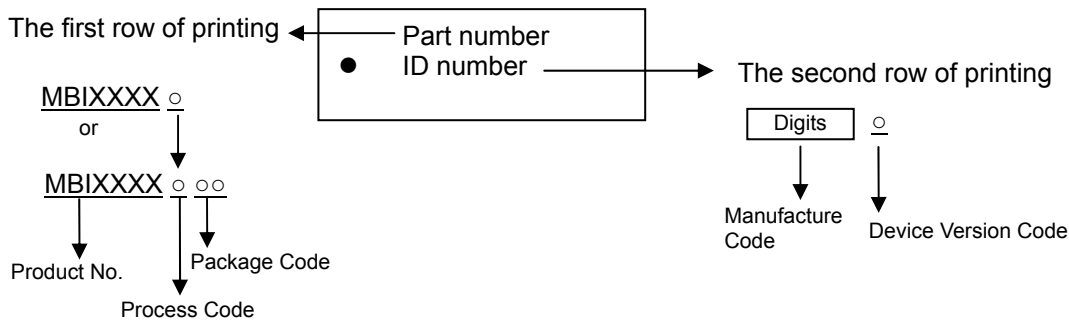 The first row of printing
Part number
ID number
The second row of printing
MBIXXXX ○
or
MBIXXXX ○ ○○
Product No.
Package Code
Process Code
Digits ○
Manufacture
Code
Device Version Code